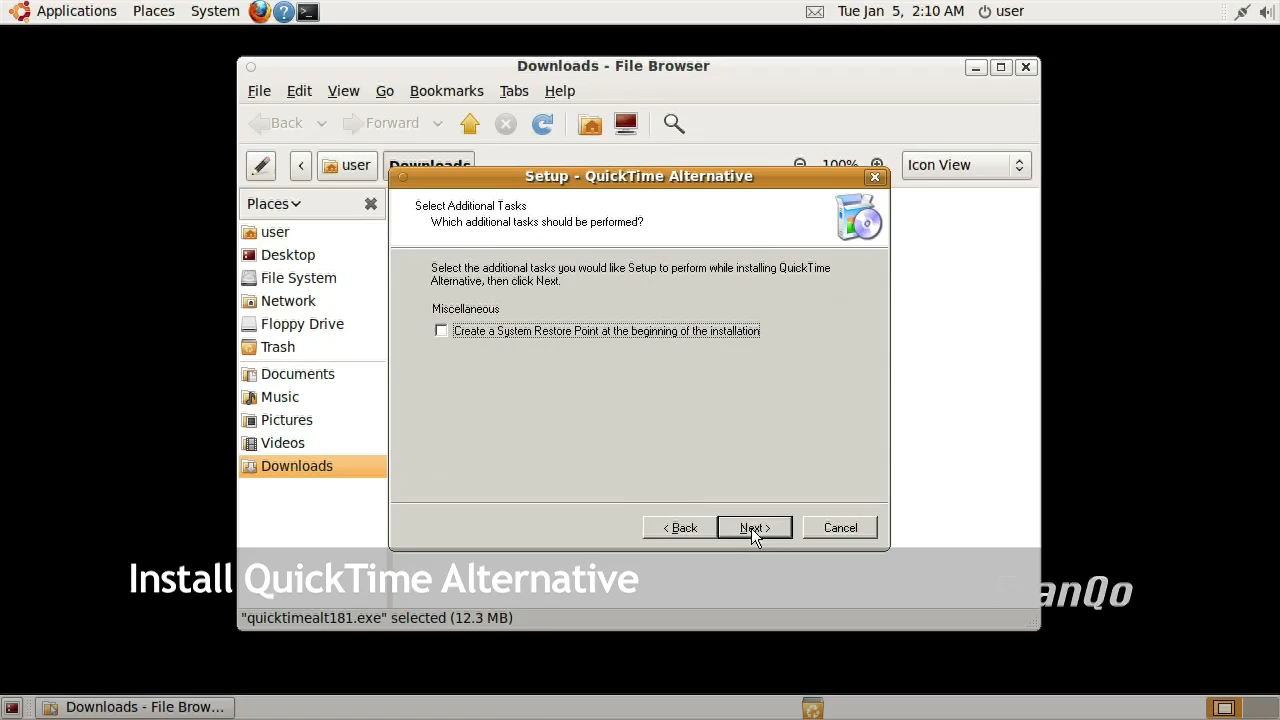 Applications Places System Tue Jan 5, 2:10 AM user
Downloads - File Browser
File Edit View Go Bookmarks Tabs Help
Back Forward
user Downloads 100% Icon View
Setup - QuickTime Alternative
Places
Select Additional Tasks
Which additional tasks should be performed?
user
Desktop
File System
Network
Floppy Drive
Trash
Documents
Music
Pictures
Videos
Downloads
Select the additional tasks you would like Setup to perform while installing QuickTime
Alternative, then click Next.
Miscellaneous
Create a System Restore Point at the beginning of the installation
< Back Next > Cancel
Install QuickTime Alternative
"quicktimealt181.exe" selected (12.3 MB)
Downloads - File Brow...